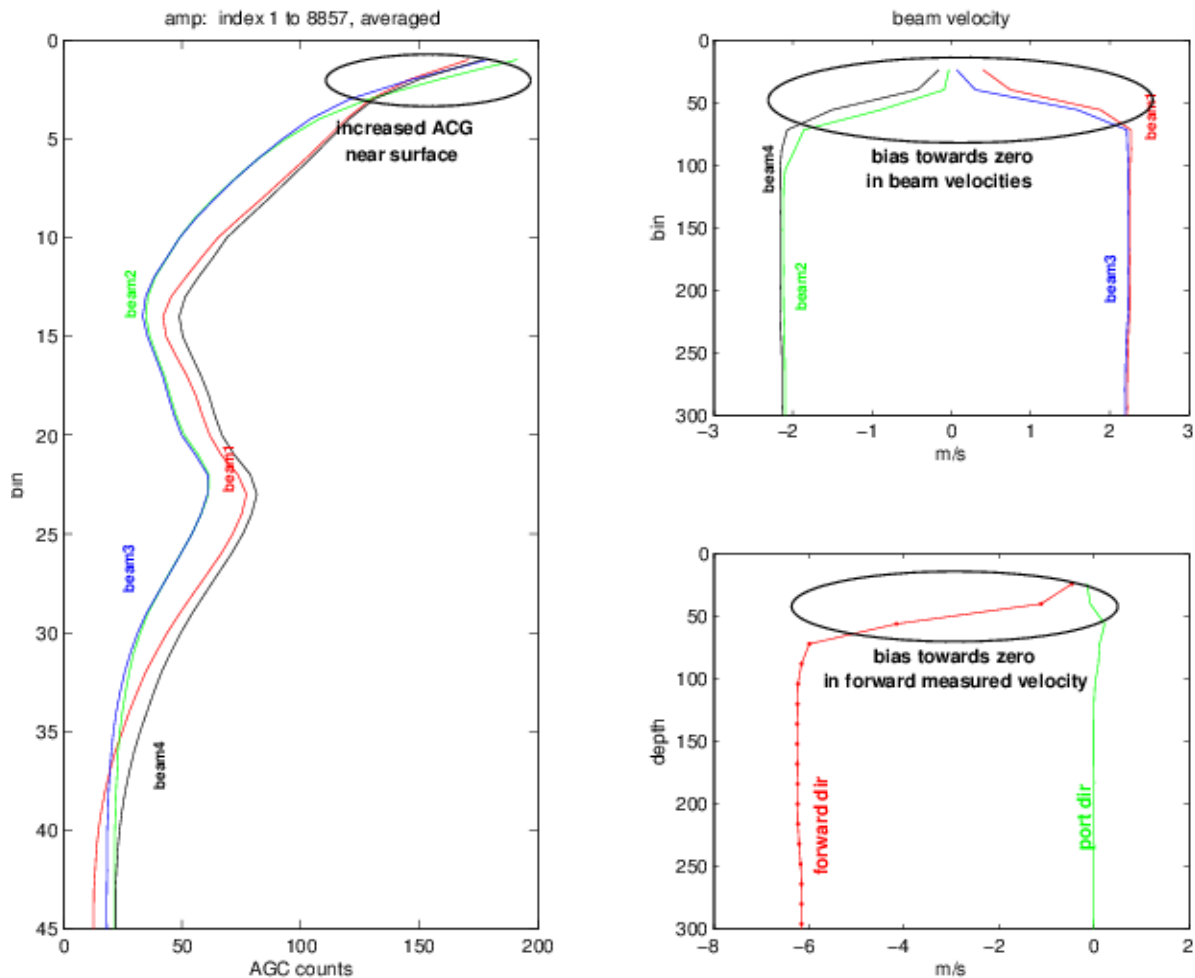 amp: index 1 to 8857, averaged
0
5
10
15
20
25
30
35
40
45
bin
0
50
100
150
200
AGC counts
increased ACG
near surface
beam2
beam1
beam3
beam4
beam velocity
0
50
100
150
200
250
300
bin
−3
−2
−1
0
1
2
3
m/s
beam4
beam2
beam3
beam1
bias towards zero
in beam velocities
0
50
100
150
200
250
300
depth
−8
−6
−4
−2
0
2
m/s
bias towards zero
in forward measured velocity
forward dir
port dir